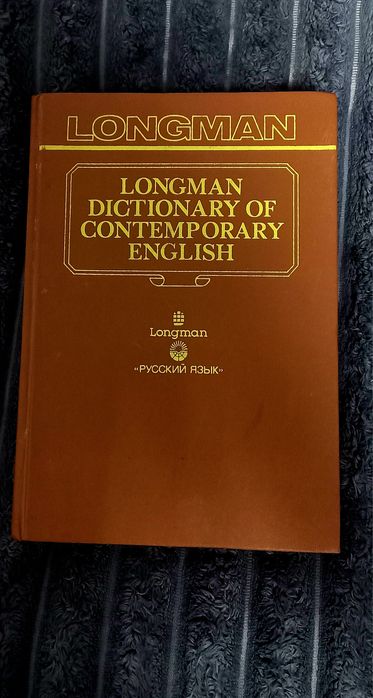 LONGMAN
LONGMAN
DICTIONARY OF
CONTEMPORARY
ENGLISH
Longman
«РУССКИЙ ЯЗЫК»